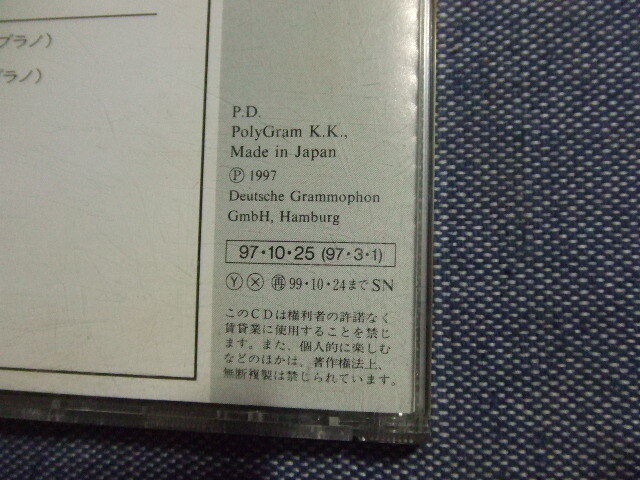 プラノ）
プラノ）
P.D.
PolyGram K.K.,
Made in Japan
Ⓟ 1997
Deutsche Grammophon
GmbH, Hamburg
97・10・25 (97・3・1)
Ⓨ Ⓧ ㊢99・10・24まで SN
このＣＤは権利者の許諾なく
賃貸業に使用することを禁じ
ます。また、個人的に楽しむ
などのほかは、著作権法上、
無断複製は禁じられています。